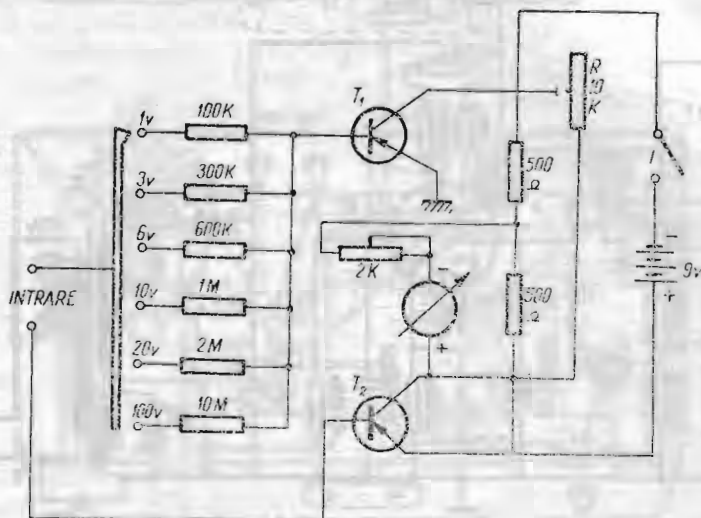 INTRARE
1v
3v
6v
10v
20v
100v
100K
300K
600K
1M
2M
10M
T1
T2
2K
-
+
500
Ω
500
Ω
R
10
K
I
-
9v
+